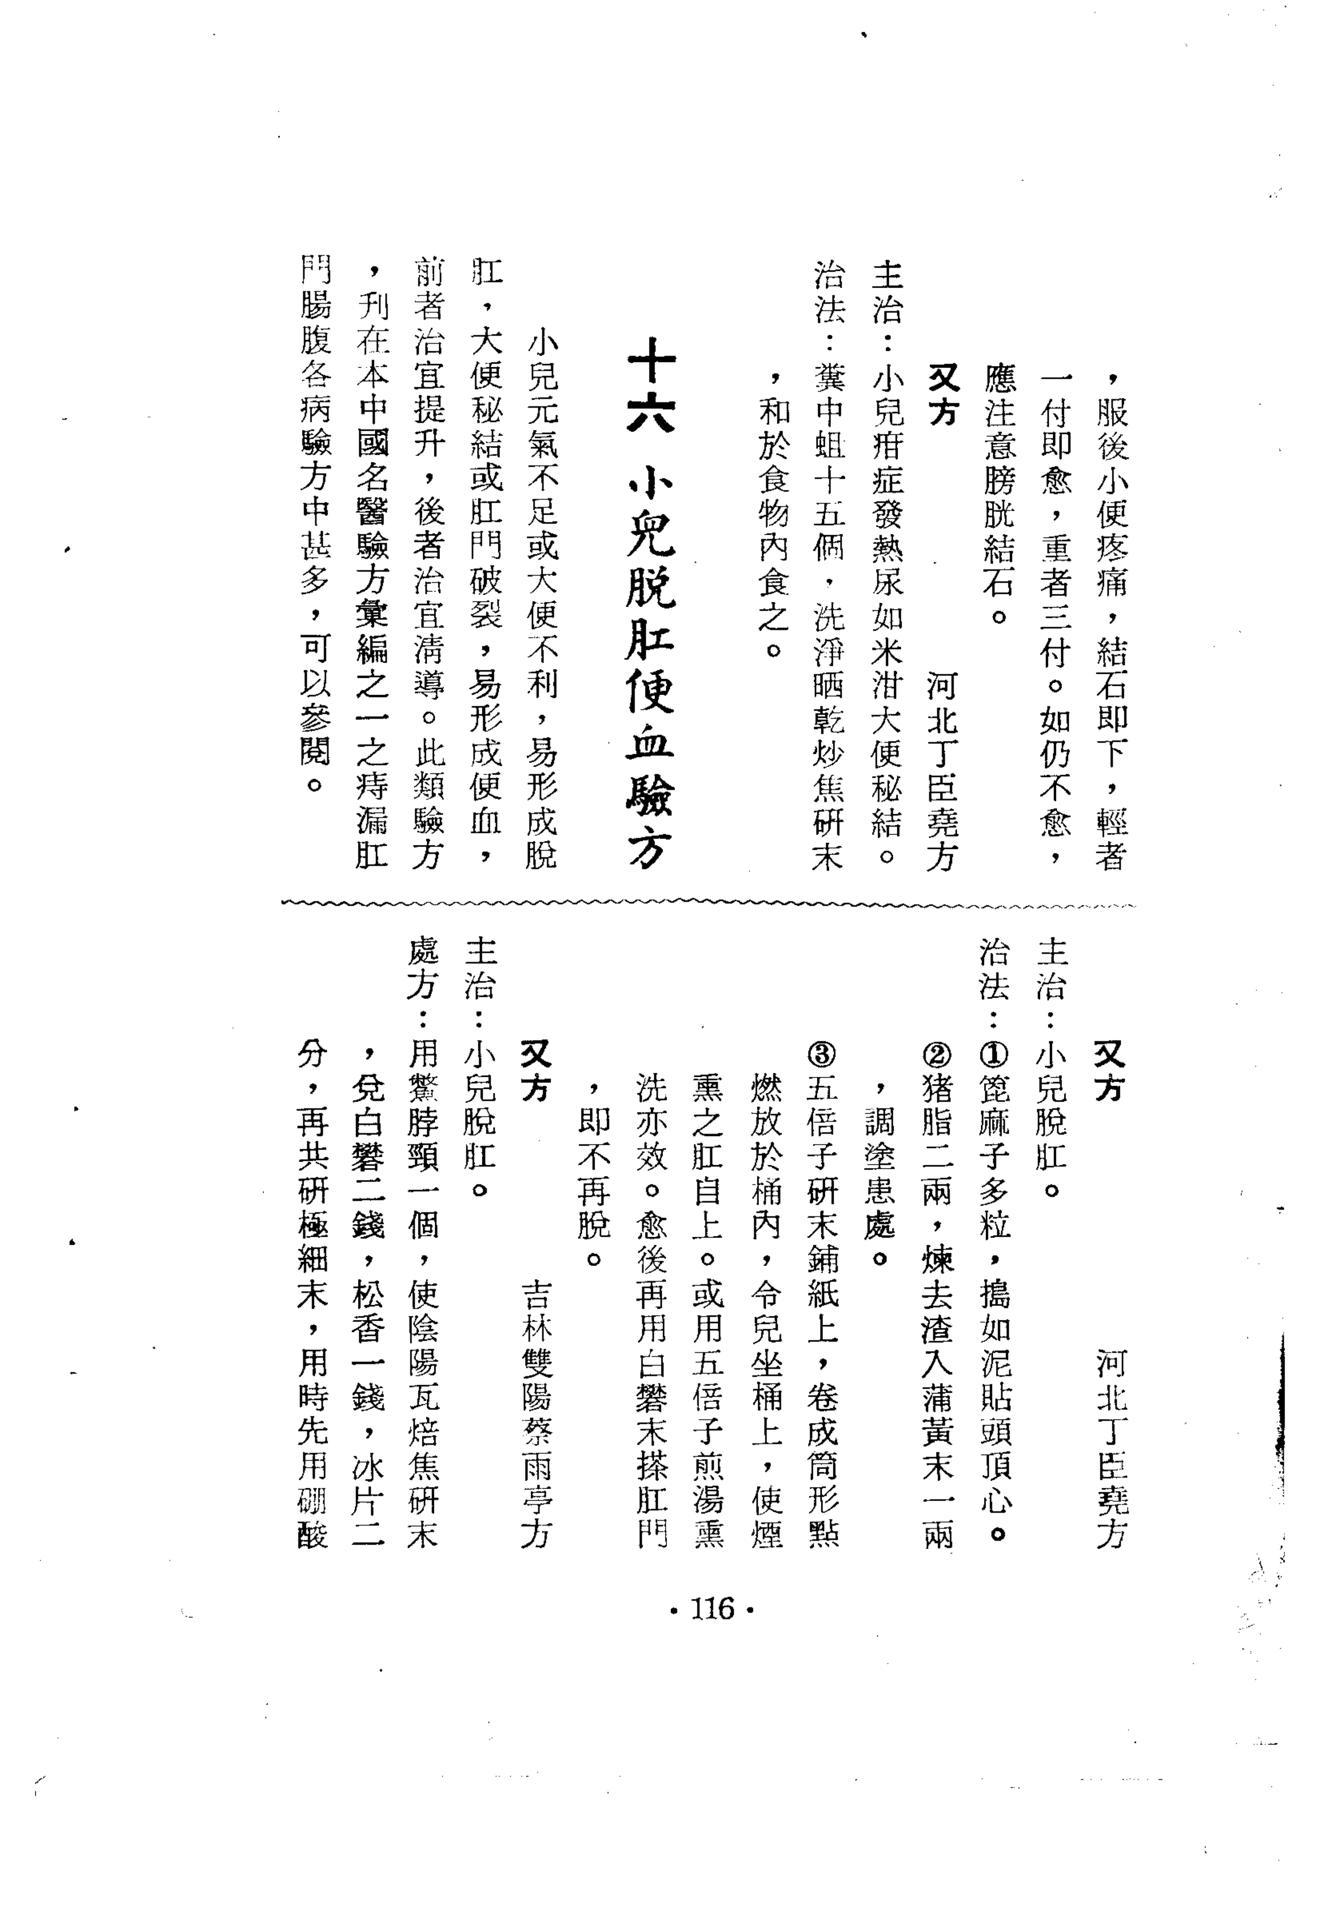 ，服後小便疼痛，結石即下，輕者
一付即愈，重者三付。如仍不愈，
應注意膀胱結石。
又方　河北丁臣堯方
主治：小兒疳症發熱尿如米泔大便秘結。
治法：糞中蛆十五個，洗淨晒乾炒焦研末
，和於食物內食之。
十六 小兒脫肛便血驗方
小兒元氣不足或大便不利，易形成脫
肛，大便秘結或肛門破裂，易形成便血，
前者治宜提升，後者治宜清導。此類驗方
，刋在本中國名醫驗方彙編之一之痔漏肛
門腸腹各病驗方中甚多，可以參閱。
又方　河北丁臣堯方
主治：小兒脫肛。
治法：①篦麻子多粒，搗如泥貼頭頂心。
②猪脂二兩，煉去渣入蒲黃末一兩
，調塗患處。
③五倍子研末鋪紙上，卷成筒形點
燃放於桶內，令兒坐桶上，使煙
熏之肛自上。或用五倍子煎湯熏
洗亦效。愈後再用白礬末搽肛門
，即不再脫。
又方　吉林雙陽蔡雨亭方
主治：小兒脫肛。
處方：用鱉脖頸一個，使陰陽瓦焙焦研末
，兌白礬二錢，松香一錢，冰片二
分，再共研極細末，用時先用硼酸
·116·